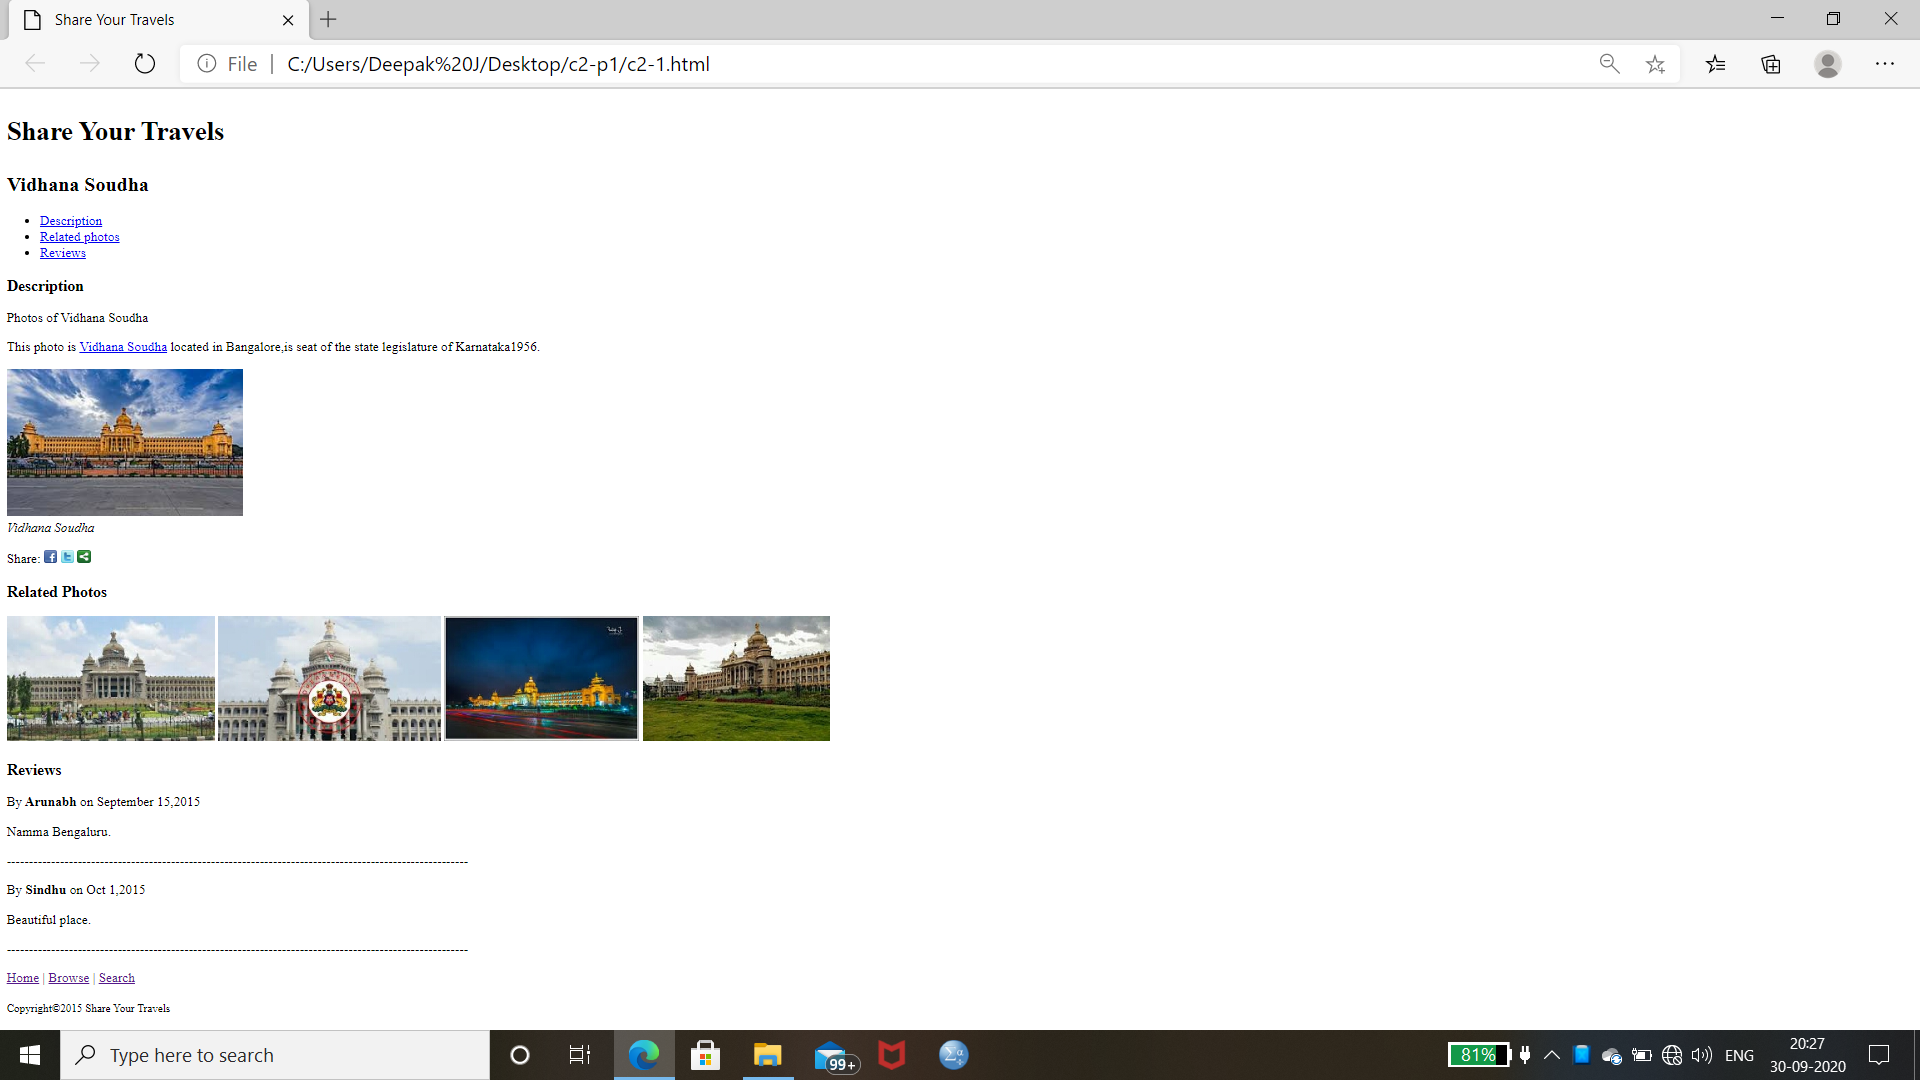 Share Your Travels
File | C:/Users/Deepak%20J/Desktop/c2-p1/c2-1.html
Share Your Travels
Vidhana Soudha
Description
Related photos
Reviews
Description
Photos of Vidhana Soudha
This photo is Vidhana Soudha located in Bangalore,is seat of the state legislature of Karnataka1956.
Vidhana Soudha
Share:
Related Photos
Reviews
By Arunabh on September 15,2015
Namma Bengaluru.
---------------------------------------------------------------------------------------------------------
By Sindhu on Oct 1,2015
Beautiful place.
---------------------------------------------------------------------------------------------------------
Home | Browse | Search
Copyright©2015 Share Your Travels
Type here to search
99+
81%
ENG
20:27
30-09-2020